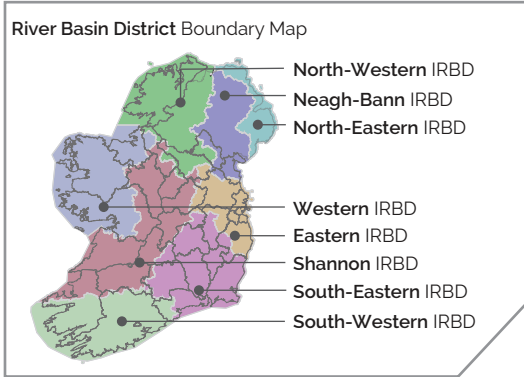 River Basin District Boundary Map
North-Western IRBD
Neagh-Bann IRBD
North-Eastern IRBD
Western IRBD
Eastern IRBD
Shannon IRBD
South-Eastern IRBD
South-Western IRBD